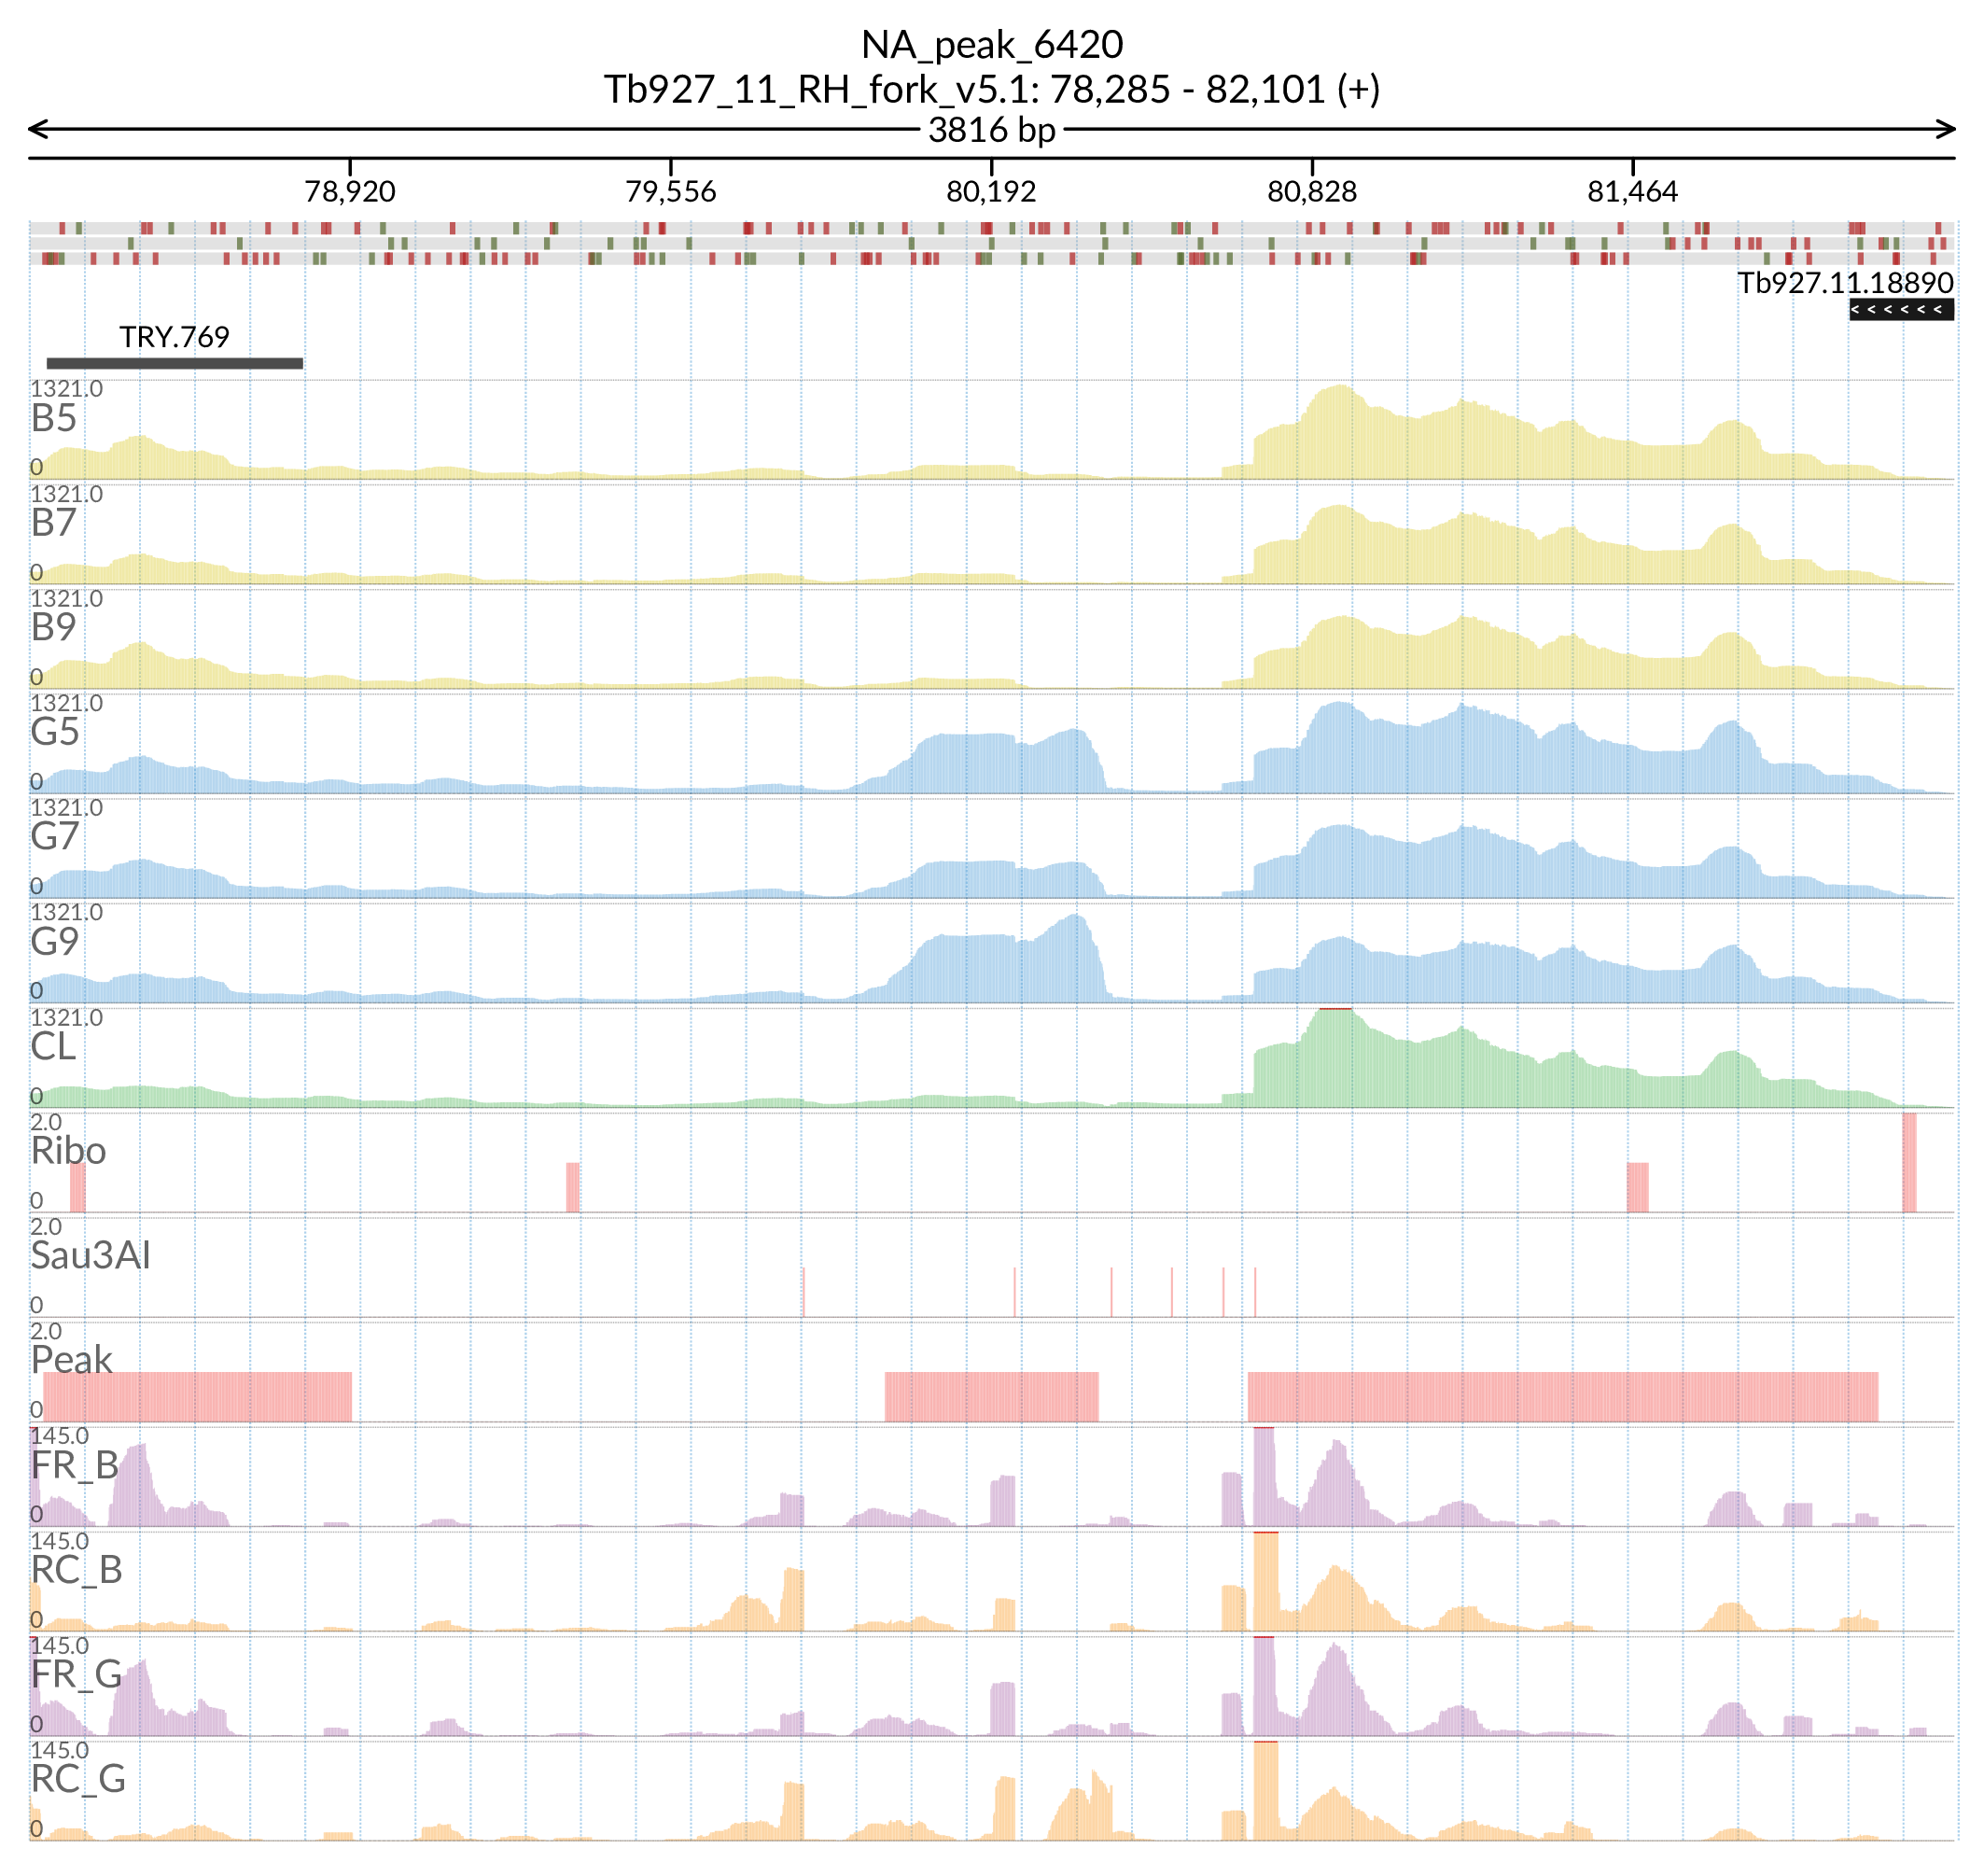 NA_peak_6420
Tb927_11_RH_fork_v5.1: 78,285 - 82,101 (+)
3816 bp
78,920 79,556 80,192 80,828 81,464
Tb927.11.18890
< < < < < <
TRY.769
1321.0
B5
0
1321.0
B7
0
1321.0
B9
0
1321.0
G5
0
1321.0
G7
0
1321.0
G9
0
1321.0
CL
0
2.0
Ribo
0
2.0
Sau3AI
0
2.0
Peak
0
145.0
FR_B
0
145.0
RC_B
0
145.0
FR_G
0
145.0
RC_G
0